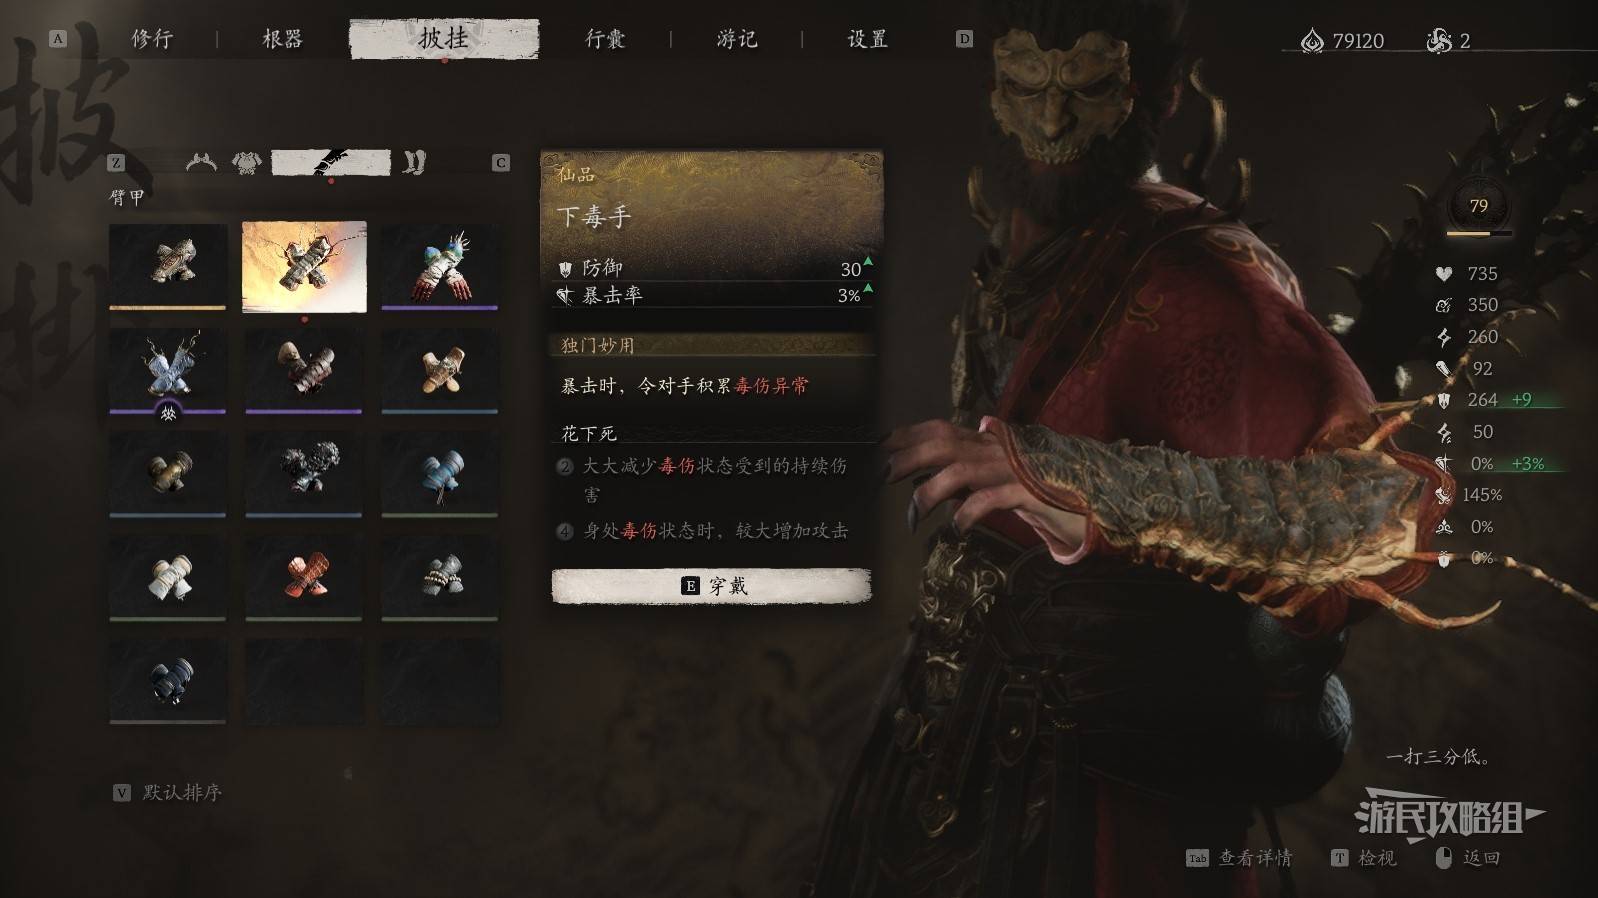 A 修行 | 根器 披挂 行囊 | 游记 | 设置 D
79120 2
披挂
Z C
臂甲
仙品
下毒手
防御 30
暴击率 3%
独门妙用
暴击时，令对手积累毒伤异常
花下死
2 大大减少毒伤状态受到的持续伤
害
4 身处毒伤状态时，较大增加攻击
E 穿戴
79
735
350
260
92
264 +9
50
0% +3%
145%
0%
0%
一打三分低。
游民攻略组
V 默认排序
Tab 查看详情 T 检视 返回